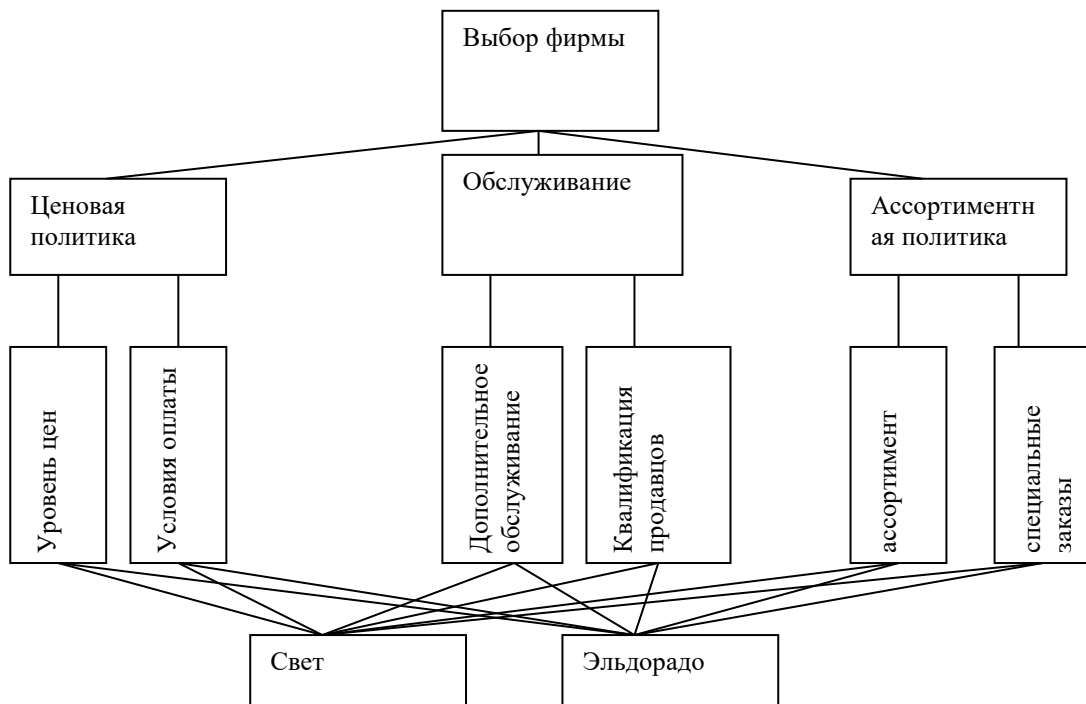 Выбор фирмы
Ценовая
политика
Обслуживание
Ассортиментн
ая политика
Уровень цен
Условия оплаты
Дополнительное
обслуживание
Квалификация
продавцов
ассортимент
специальные
заказы
Свет
Эльдорадо